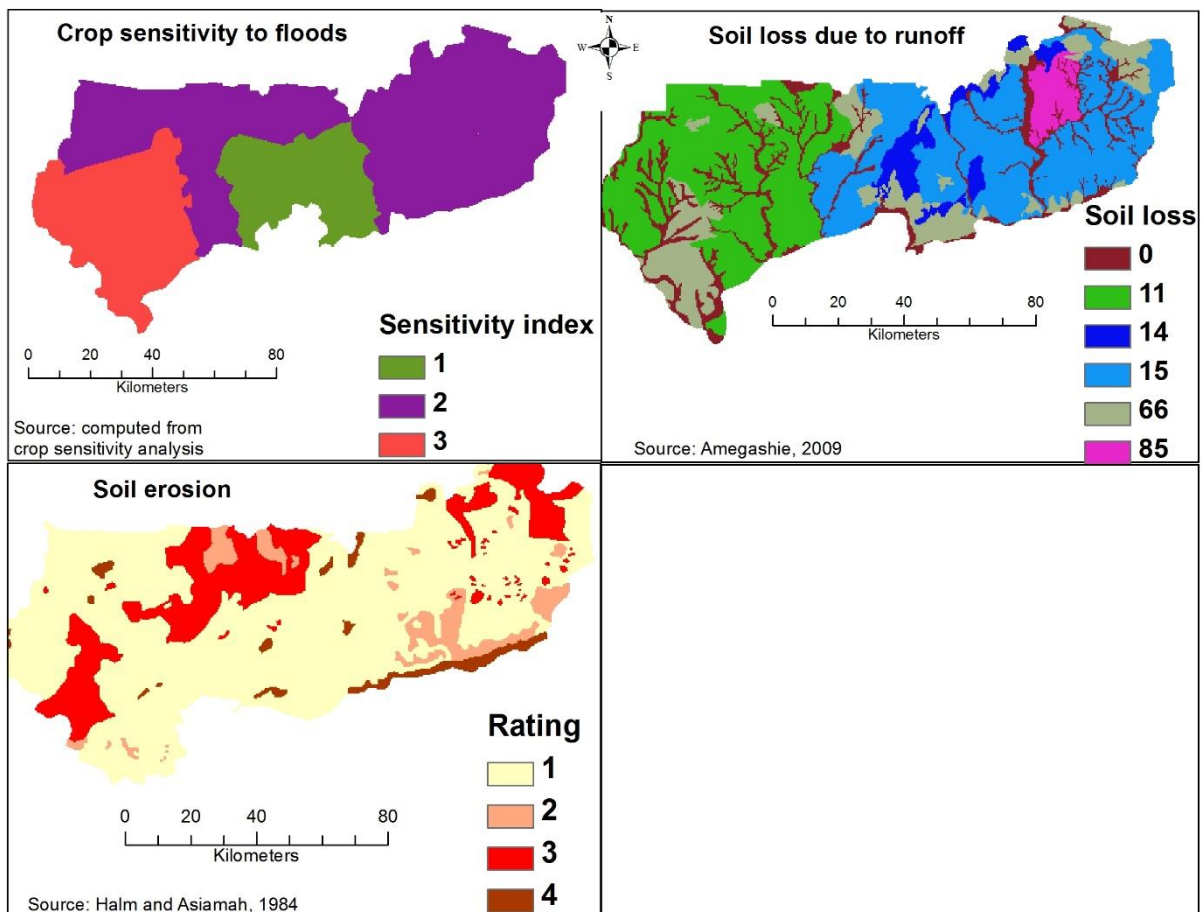 Crop sensitivity to floods
Sensitivity index
1
2
3
0 20 40 60 80
Kilometers
Source: computed from
crop sensitivity analysis
N
W E
S
Soil loss due to runoff
Soil loss
0
11
14
15
66
85
0 20 40 60 80
Kilometers
Source: Amegashie, 2009
Soil erosion
Rating
1
2
3
4
0 20 40 60 80
Kilometers
Source: Halm and Asiamah, 1984